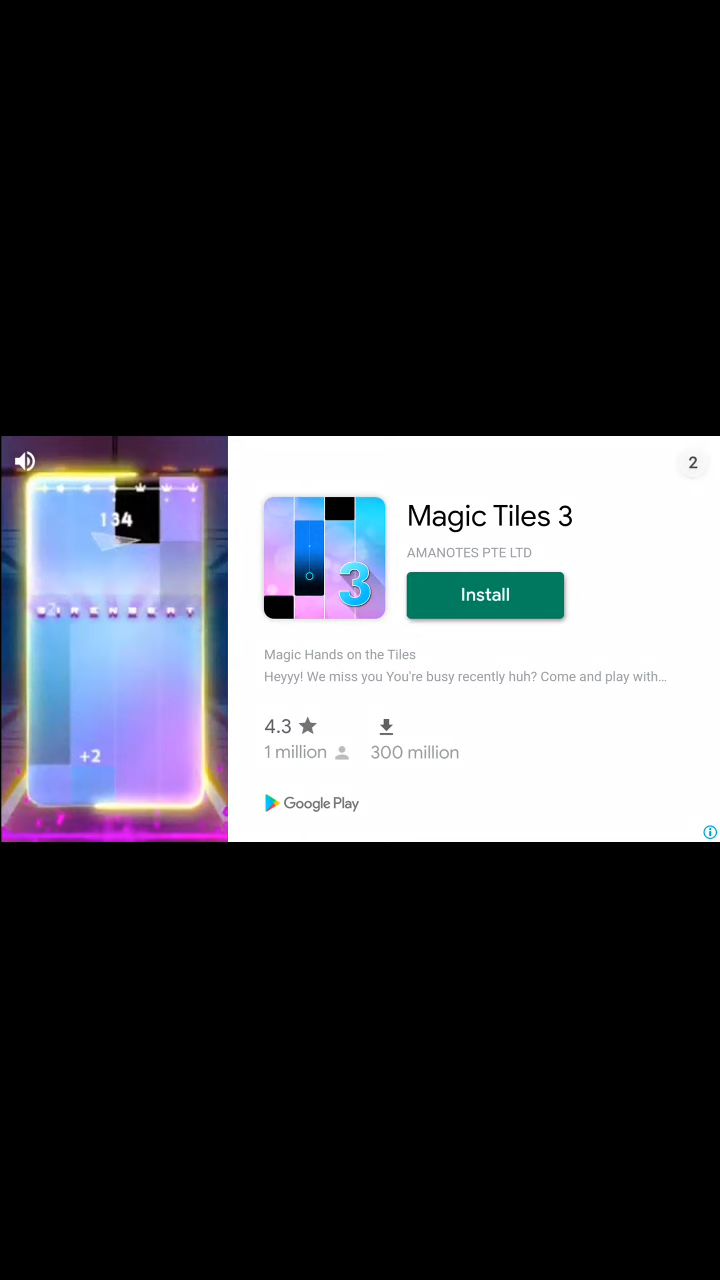 2
134
+2
Magic Tiles 3
AMANOTES PTE LTD
3
Install
Magic Hands on the Tiles
Heyyy! We miss you You're busy recently huh? Come and play with...
4.3
1 million
300 million
Google Play